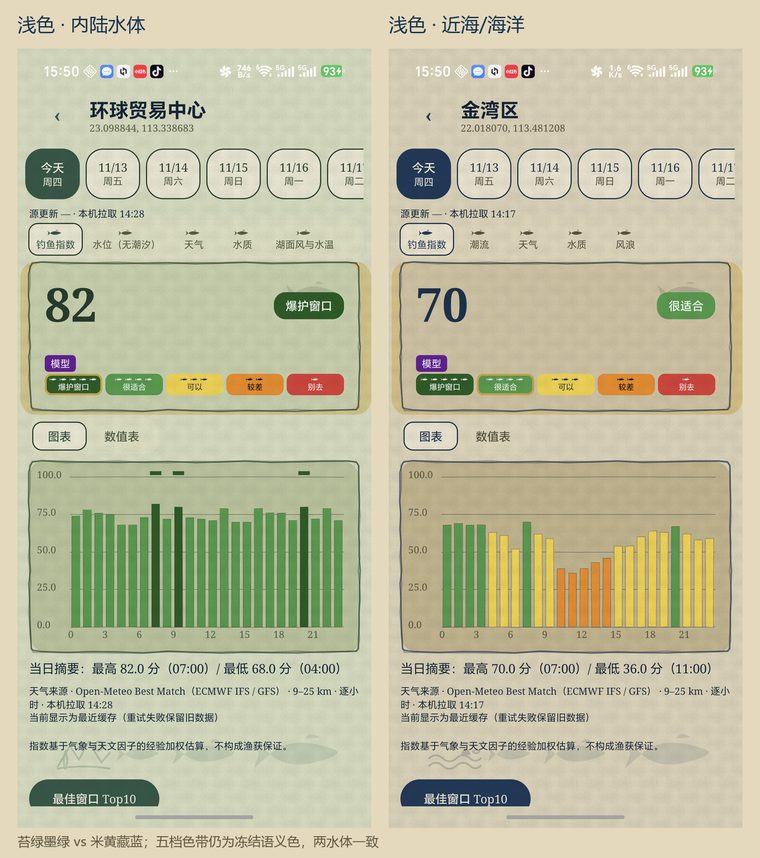 浅色 · 内陆水体
15:50 746 B/s 5G 5G 93
‹ 环球贸易中心
23.098844, 113.338683
今天 11/13 11/14 11/15 11/16 11/1
周四 周五 周六 周日 周一 周二
源更新 — · 本机拉取 14:28
钓鱼指数 水位（无潮汐） 天气 水质 湖面风与水温
82 爆护窗口
模型
爆护窗口 很适合 可以 较差 别去
图表 数值表
100.0
75.0
50.0
25.0
0.0
0 3 6 9 12 15 18 21
当日摘要：最高 82.0 分（07:00）/ 最低 68.0 分（04:00）
天气来源 · Open-Meteo Best Match（ECMWF IFS / GFS） · 9–25 km · 逐小
时 · 本机拉取 14:28
当前显示为最近缓存（重试失败保留旧数据）
指数基于气象与天文因子的经验加权估算，不构成渔获保证。
最佳窗口 Top10
浅色 · 近海/海洋
15:50 1.6 K/s 5G 5G 93
‹ 金湾区
22.018070, 113.481208
今天 11/13 11/14 11/15 11/16 11/1
周四 周五 周六 周日 周一 周二
源更新 — · 本机拉取 14:17
钓鱼指数 潮流 天气 水质 风浪
70 很适合
模型
爆护窗口 很适合 可以 较差 别去
图表 数值表
100.0
75.0
50.0
25.0
0.0
0 3 6 9 12 15 18 21
当日摘要：最高 70.0 分（07:00）/ 最低 36.0 分（11:00）
天气来源 · Open-Meteo Best Match（ECMWF IFS / GFS） · 9–25 km · 逐小
时 · 本机拉取 14:17
当前显示为最近缓存（重试失败保留旧数据）
指数基于气象与天文因子的经验加权估算，不构成渔获保证。
最佳窗口 Top10
苔绿墨绿 vs 米黄藏蓝；五档色带仍为冻结语义色，两水体一致